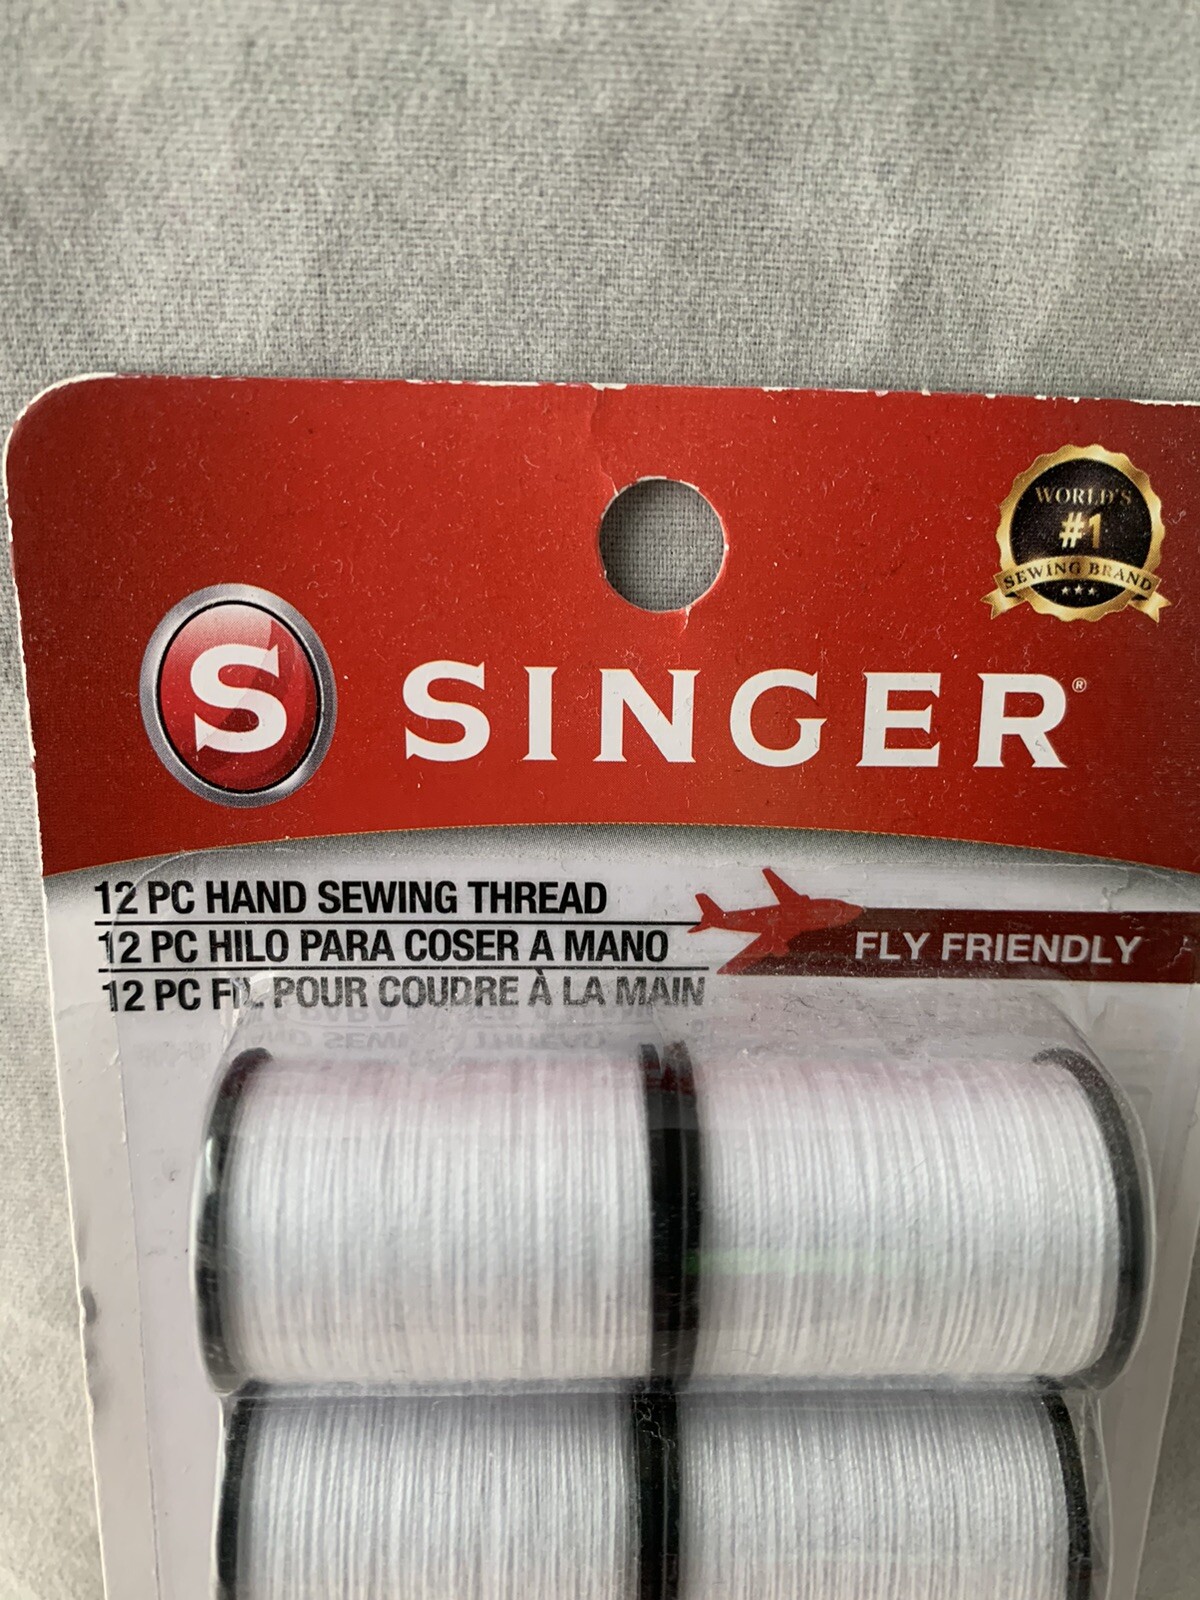 WORLD'S
#1
SEWING BRAND
S SINGER®
12 PC HAND SEWING THREAD
12 PC HILO PARA COSER A MANO
12 PC FIL POUR COUDRE À LA MAIN
FLY FRIENDLY